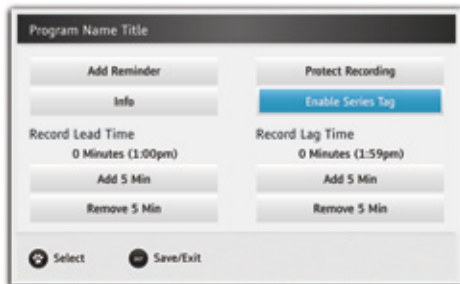 Program Name Title
Add Reminder
Protect Recording
Info
Enable Series Tag
Record Lead Time
Record Lag Time
0 Minutes (1:00pm)
0 Minutes (1:59pm)
Add 5 Min
Add 5 Min
Remove 5 Min
Remove 5 Min
Select
Save/Exit